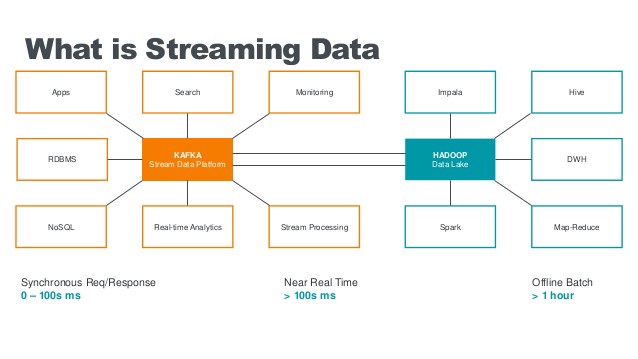 What is Streaming Data
Apps
Search
Monitoring
Impala
Hive
RDBMS
KAFKA
Stream Data Platform
HADOOP
Data Lake
DWH
NoSQL
Real-time Analytics
Stream Processing
Spark
Map-Reduce
Synchronous Req/Response
0 – 100s ms
Near Real Time
> 100s ms
Offline Batch
> 1 hour